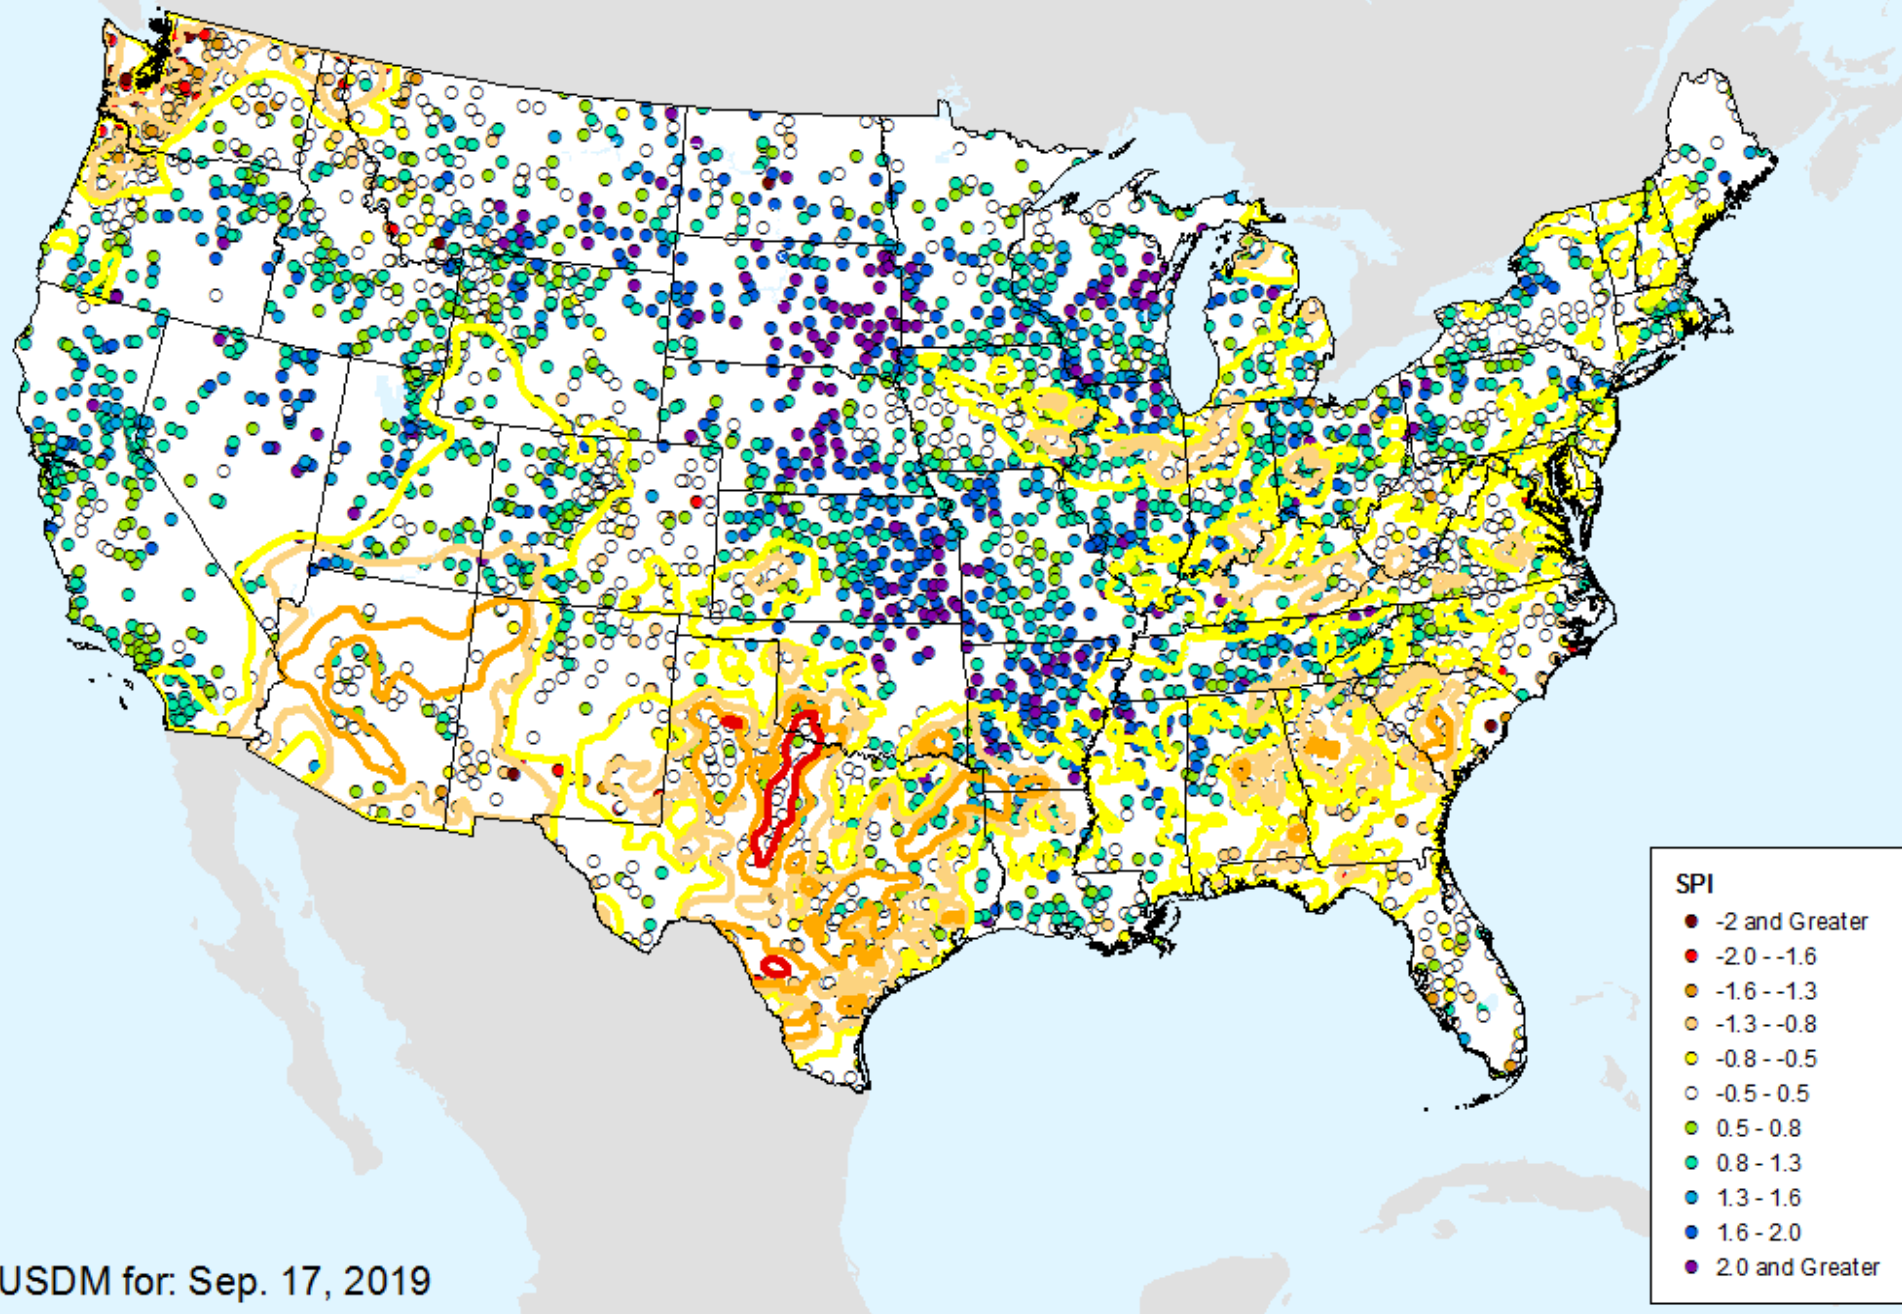 SPI
-2 and Greater
-2.0 - -1.6
-1.6 - -1.3
-1.3 - -0.8
-0.8 - -0.5
-0.5 - 0.5
0.5 - 0.8
0.8 - 1.3
1.3 - 1.6
1.6 - 2.0
2.0 and Greater
USDM for: Sep. 17, 2019